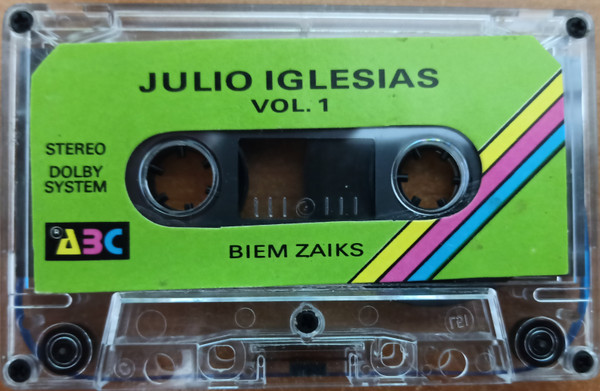 JULIO IGLESIAS
VOL. 1
STEREO
DOLBY
SYSTEM
® ABC
BIEM ZAIKS